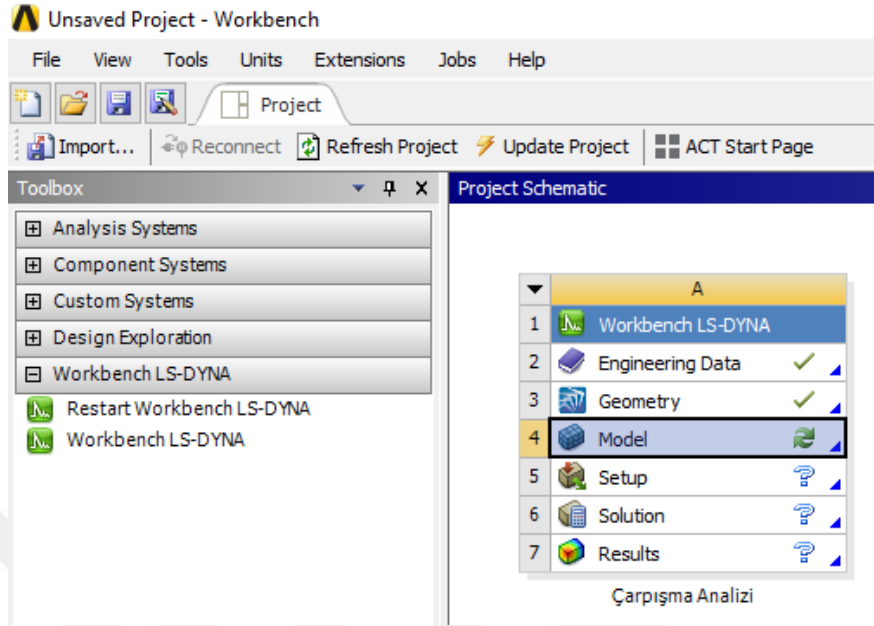 Unsaved Project - Workbench
File View Tools Units Extensions Jobs Help
Project
Import... Reconnect Refresh Project Update Project ACT Start Page
Toolbox
Analysis Systems
Component Systems
Custom Systems
Design Exploration
Workbench LS-DYNA
Restart Workbench LS-DYNA
Workbench LS-DYNA
Project Schematic
A
1 Workbench LS-DYNA
2 Engineering Data
3 Geometry
4 Model
5 Setup
6 Solution
7 Results
Çarpışma Analizi